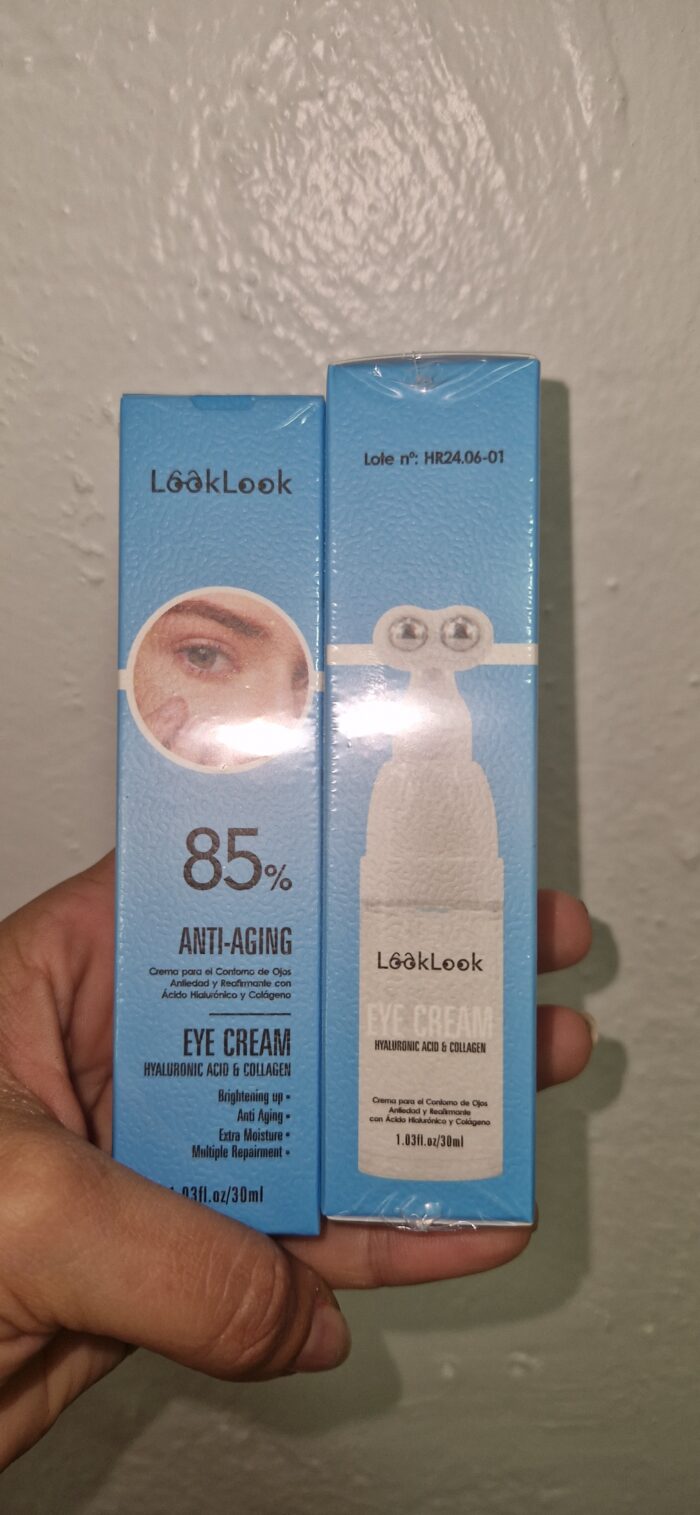 LookLook
85%
ANTI-AGING
Crema para el Contorno de Ojos
Antiedad y Reafirmante con
Ácido Hialurónico y Colágeno
EYE CREAM
HYALURONIC ACID & COLLAGEN
Brightening up •
Anti Aging •
Extra Moisture •
Multiple Repairment •
1.03fl.oz/30ml
Lote nº: HR24.06-01
LookLook
EYE CREAM
HYALURONIC ACID & COLLAGEN
Crema para el Contorno de Ojos
Antiedad y Reafirmante
con Ácido Hialurónico y Colágeno
1.03fl.oz/30ml